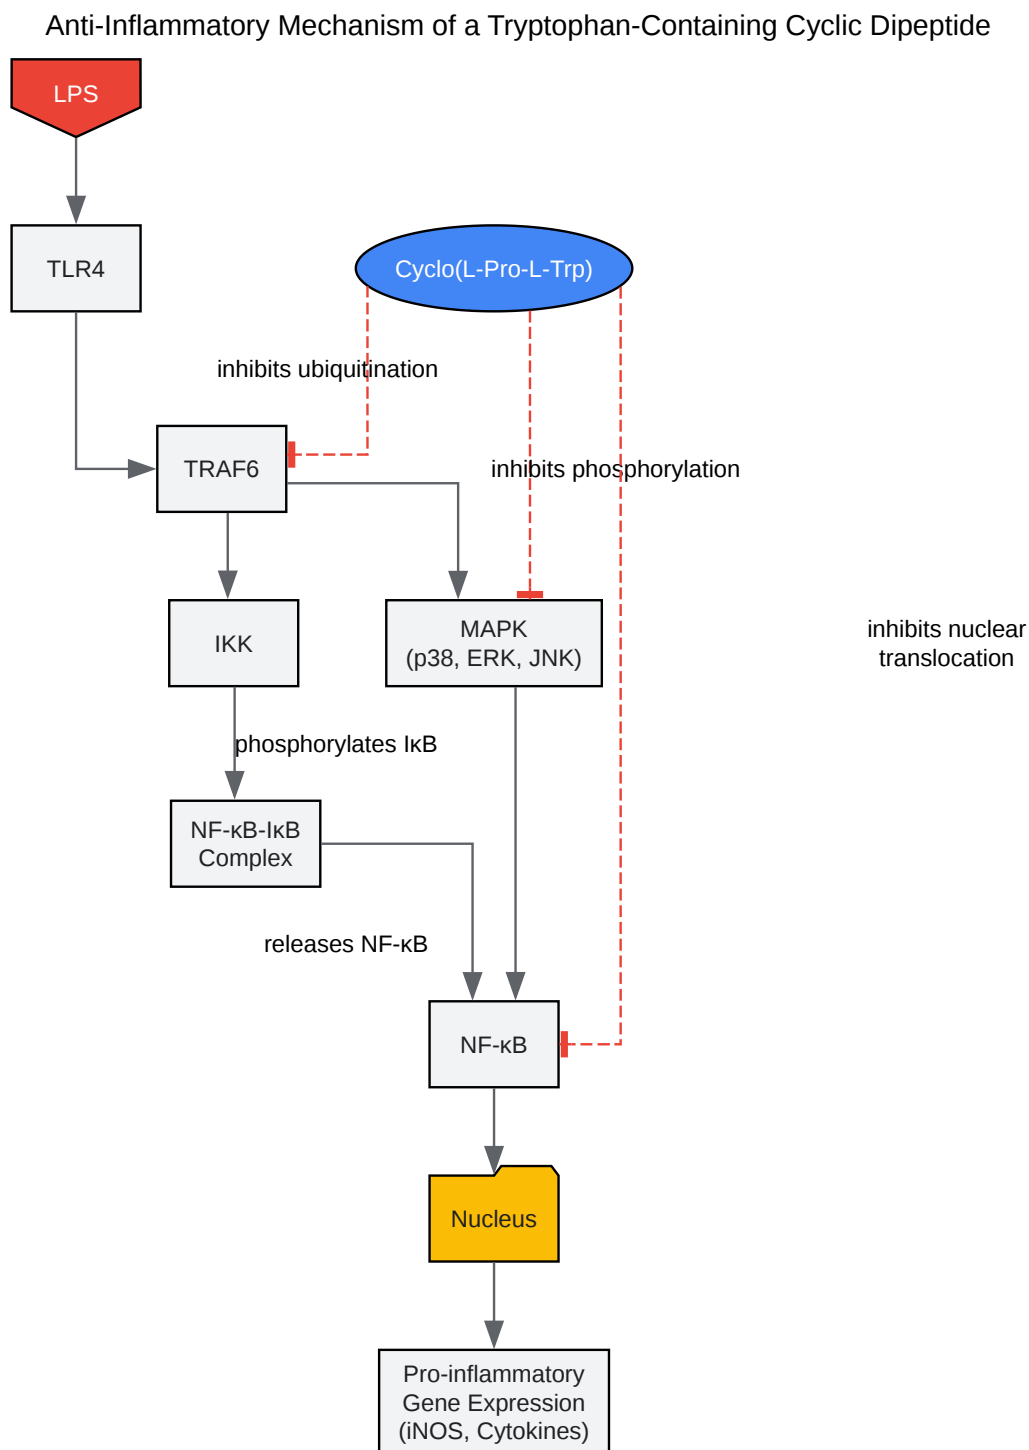 Anti-Inflammatory Mechanism of a Tryptophan-Containing Cyclic Dipeptide
LPS
TLR4
Cyclo(L-Pro-L-Trp)
inhibits ubiquitination
TRAF6
inhibits phosphorylation
IKK
MAPK
(p38, ERK, JNK)
inhibits nuclear
translocation
phosphorylates IκB
NF-κB-IκB
Complex
releases NF-κB
NF-κB
Nucleus
Pro-inflammatory
Gene Expression
(iNOS, Cytokines)